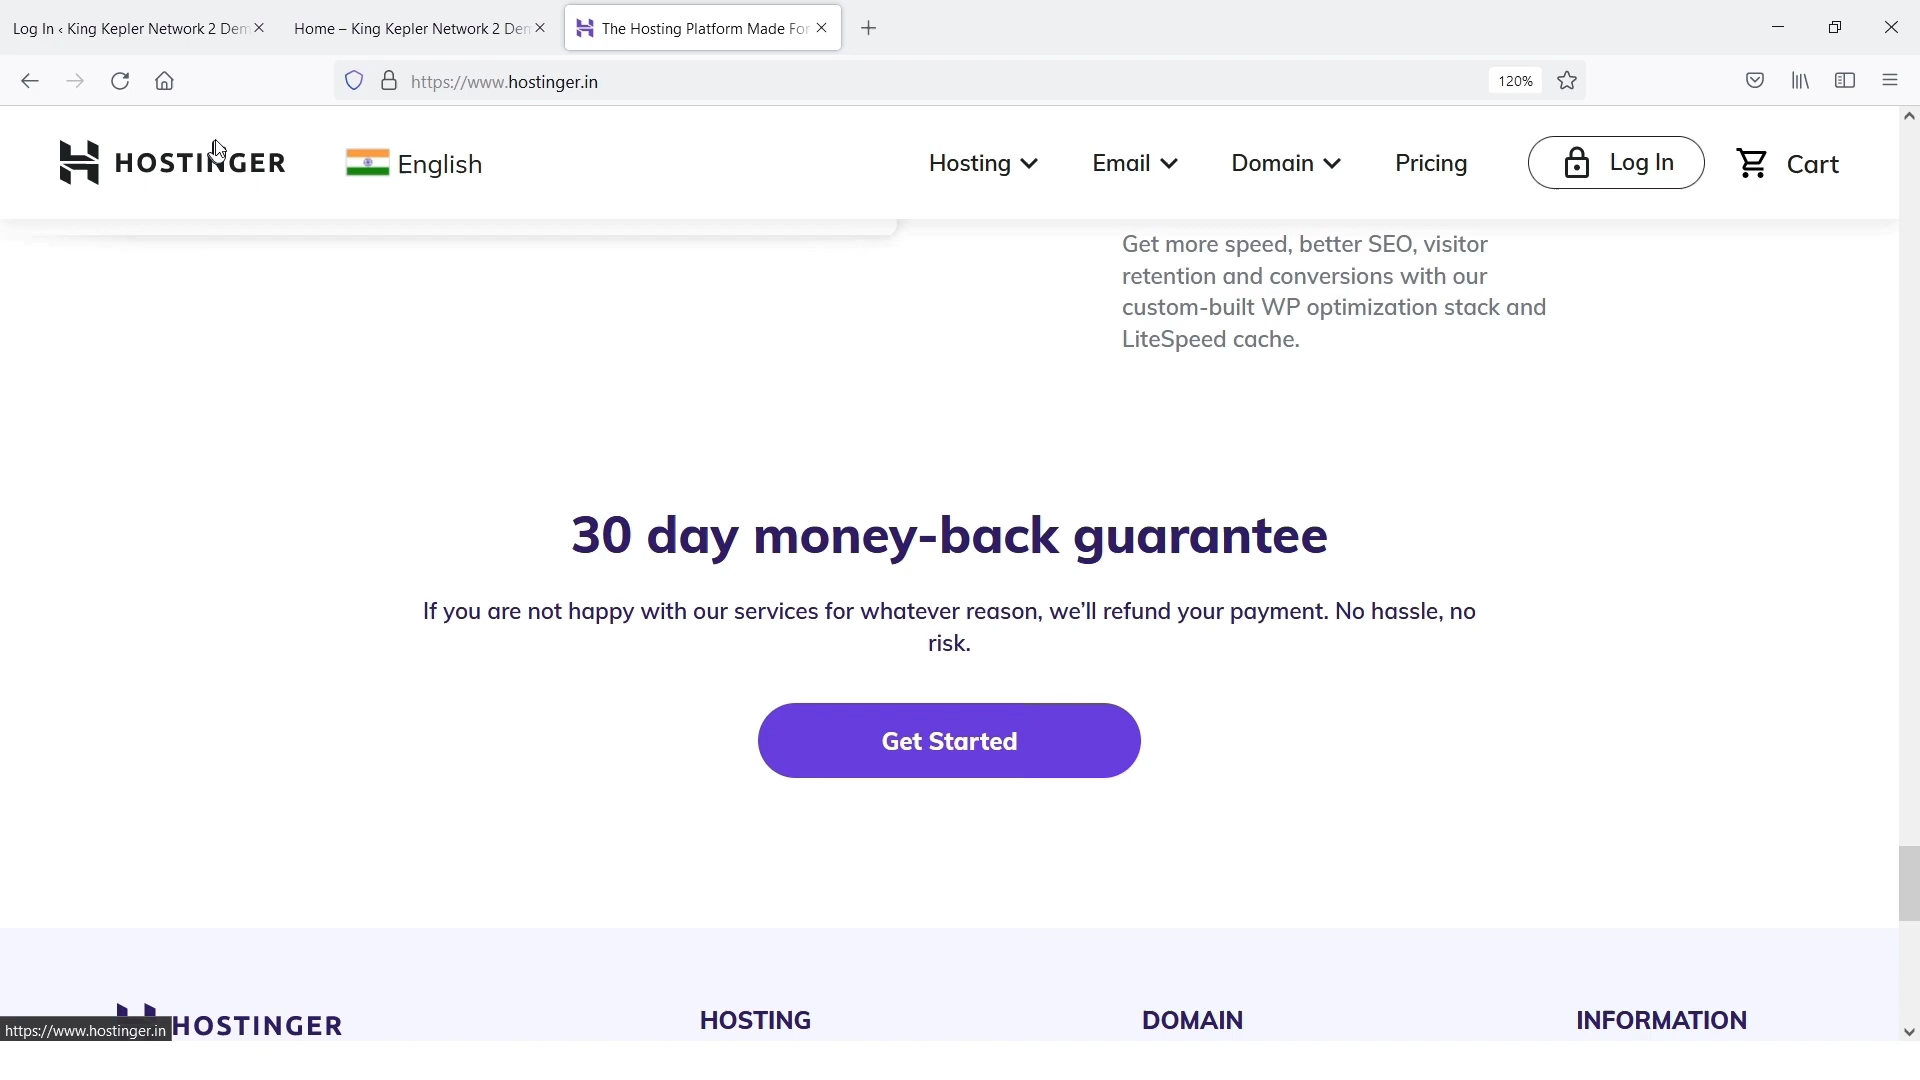 Log In ‹ King Kepler Network 2 Dem
Home – King Kepler Network 2 Dem
The Hosting Platform Made For
https://www.hostinger.in
120%
HOSTINGER
English
Hosting
Email
Domain
Pricing
Log In
Cart
Get more speed, better SEO, visitor
retention and conversions with our
custom-built WP optimization stack and
LiteSpeed cache.
30 day money-back guarantee
If you are not happy with our services for whatever reason, we’ll refund your payment. No hassle, no
risk.
Get Started
HOSTINGER
HOSTING
DOMAIN
INFORMATION
https://www.hostinger.in